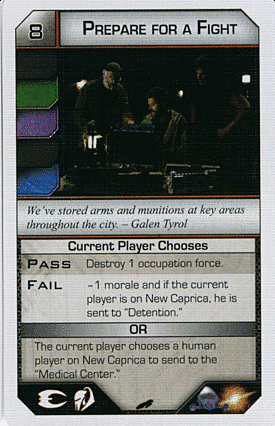 8 PREPARE FOR A FIGHT
We've stored arms and munitions at key areas
throughout the city. – Galen Tyrol
Current Player Chooses
PASS Destroy 1 occupation force.
FAIL -1 morale and if the current
player is on New Caprica, he is
sent to "Detention."
OR
The current player chooses a human
player on New Caprica to send to the
"Medical Center."